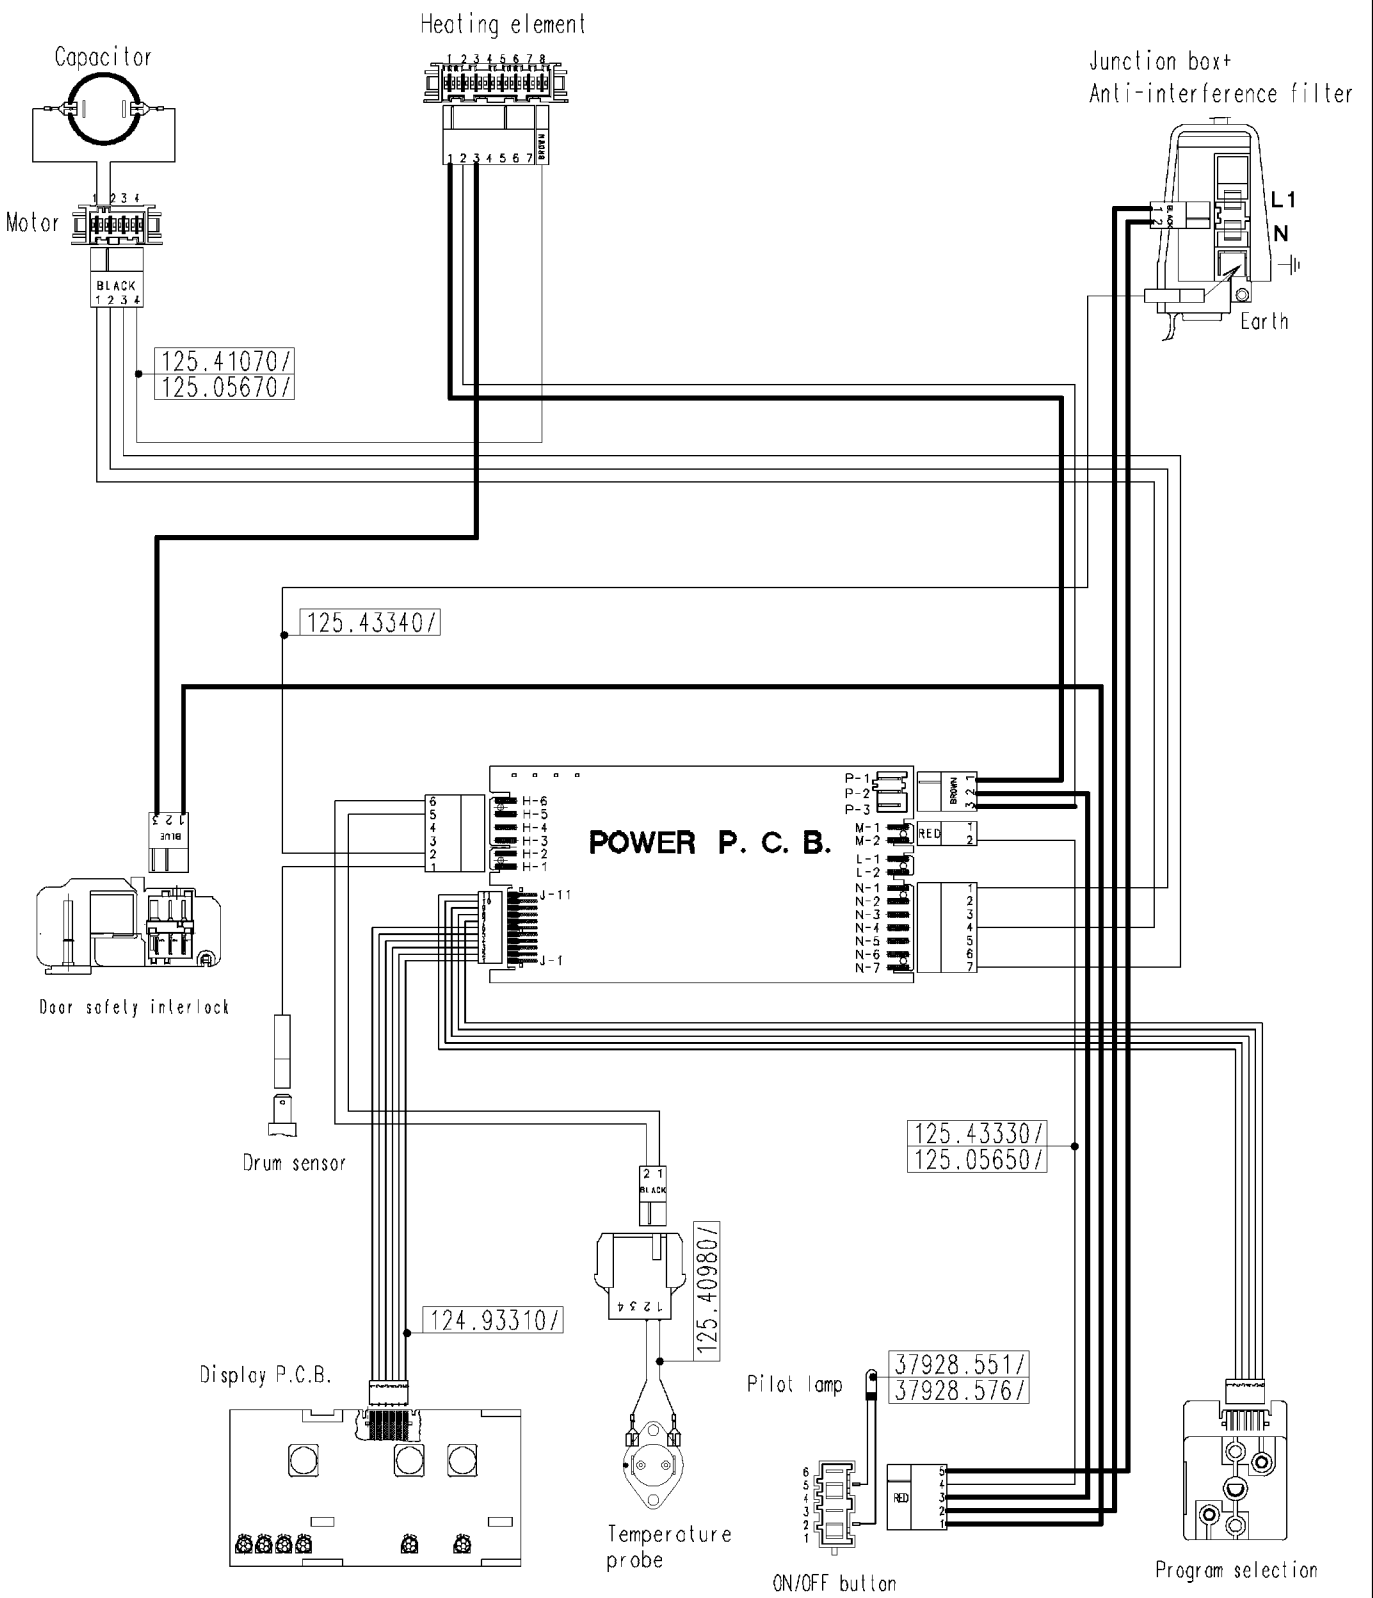 Heating element
1 2 3 4 5 6 7 8
Capacitor
Junction box+
Anti-interference filter
BROWN
1 2 3 4 5 6 7
1 2 3 4
Motor
BLACK
1 2 3 4
1
2
BLACK
L1
N
Earth
125.41070/
125.05670/
125.43340/
3 2 1
BLUE
Door safety interlock
6
5
4
3
2
1
H-6
H-5
H-4
H-3
H-2
H-1
POWER P. C. B.
P-1
P-2
P-3
BROWN
1
2
3
M-1
M-2
RED
1
2
L-1
L-2
N-1
N-2
N-3
N-4
N-5
N-6
N-7
1
2
3
4
5
6
7
11
10
J-11
J-1
Drum sensor
125.43330/
125.05650/
2 1
BLACK
4 3 2 1
125.40980/
124.93310/
Display P.C.B.
Temperature
probe
Pilot lamp
37928.551/
37928.576/
6
5
4
3
2
1
RED
5
4
3
2
1
ON/OFF button
Program selection